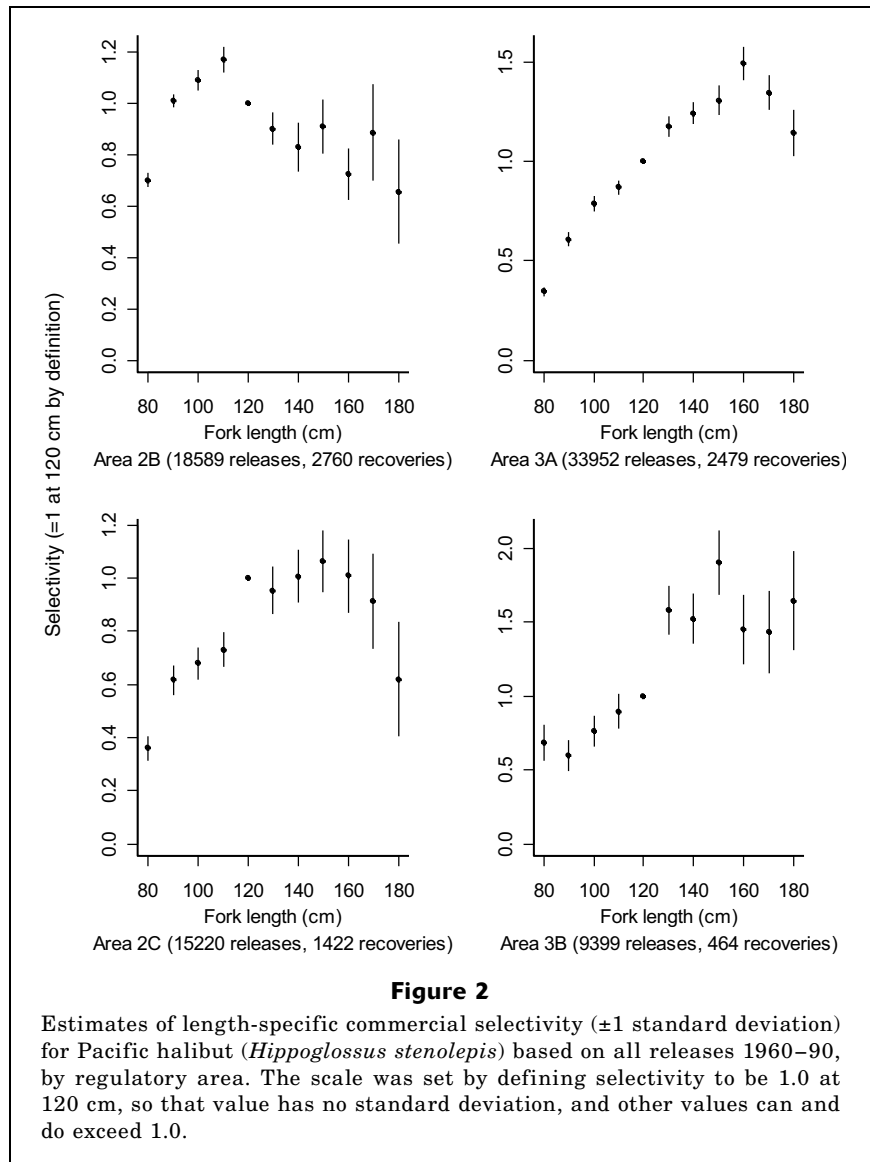 Selectivity (=1 at 120 cm by definition)
0.0 0.2 0.4 0.6 0.8 1.0 1.2
80 100 120 140 160 180
Fork length (cm)
Area 2B (18589 releases, 2760 recoveries)
0.0 0.5 1.0 1.5
80 100 120 140 160 180
Fork length (cm)
Area 3A (33952 releases, 2479 recoveries)
0.0 0.2 0.4 0.6 0.8 1.0 1.2
80 100 120 140 160 180
Fork length (cm)
Area 2C (15220 releases, 1422 recoveries)
0.0 0.5 1.0 1.5 2.0
80 100 120 140 160 180
Fork length (cm)
Area 3B (9399 releases, 464 recoveries)
Figure 2
Estimates of length-specific commercial selectivity (±1 standard deviation)
for Pacific halibut (Hippoglossus stenolepis) based on all releases 1960–90,
by regulatory area. The scale was set by defining selectivity to be 1.0 at
120 cm, so that value has no standard deviation, and other values can and
do exceed 1.0.